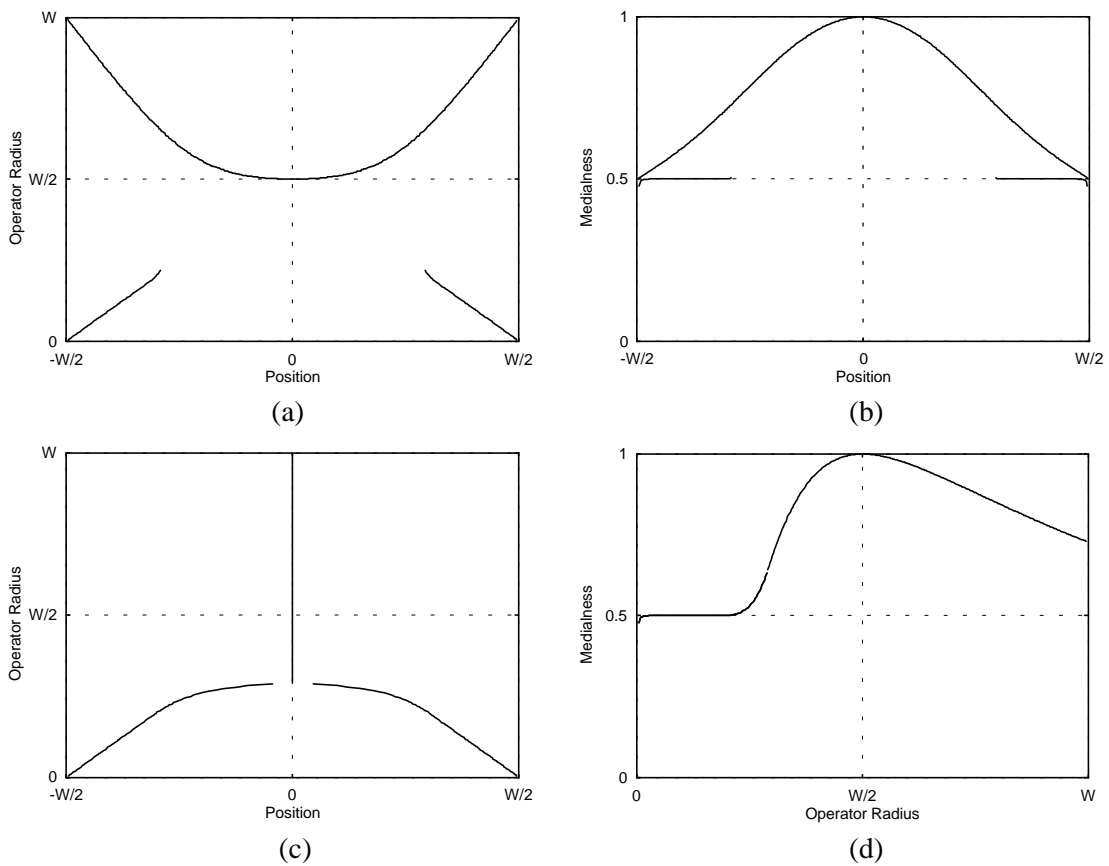 W
Operator Radius
W/2
0
-W/2
0
W/2
Position
(a)
1
Medialness
0.5
0
-W/2
0
W/2
Position
(b)
W
Operator Radius
W/2
0
-W/2
0
W/2
Position
(c)
1
Medialness
0.5
0
0
W/2
W
Operator Radius
(d)